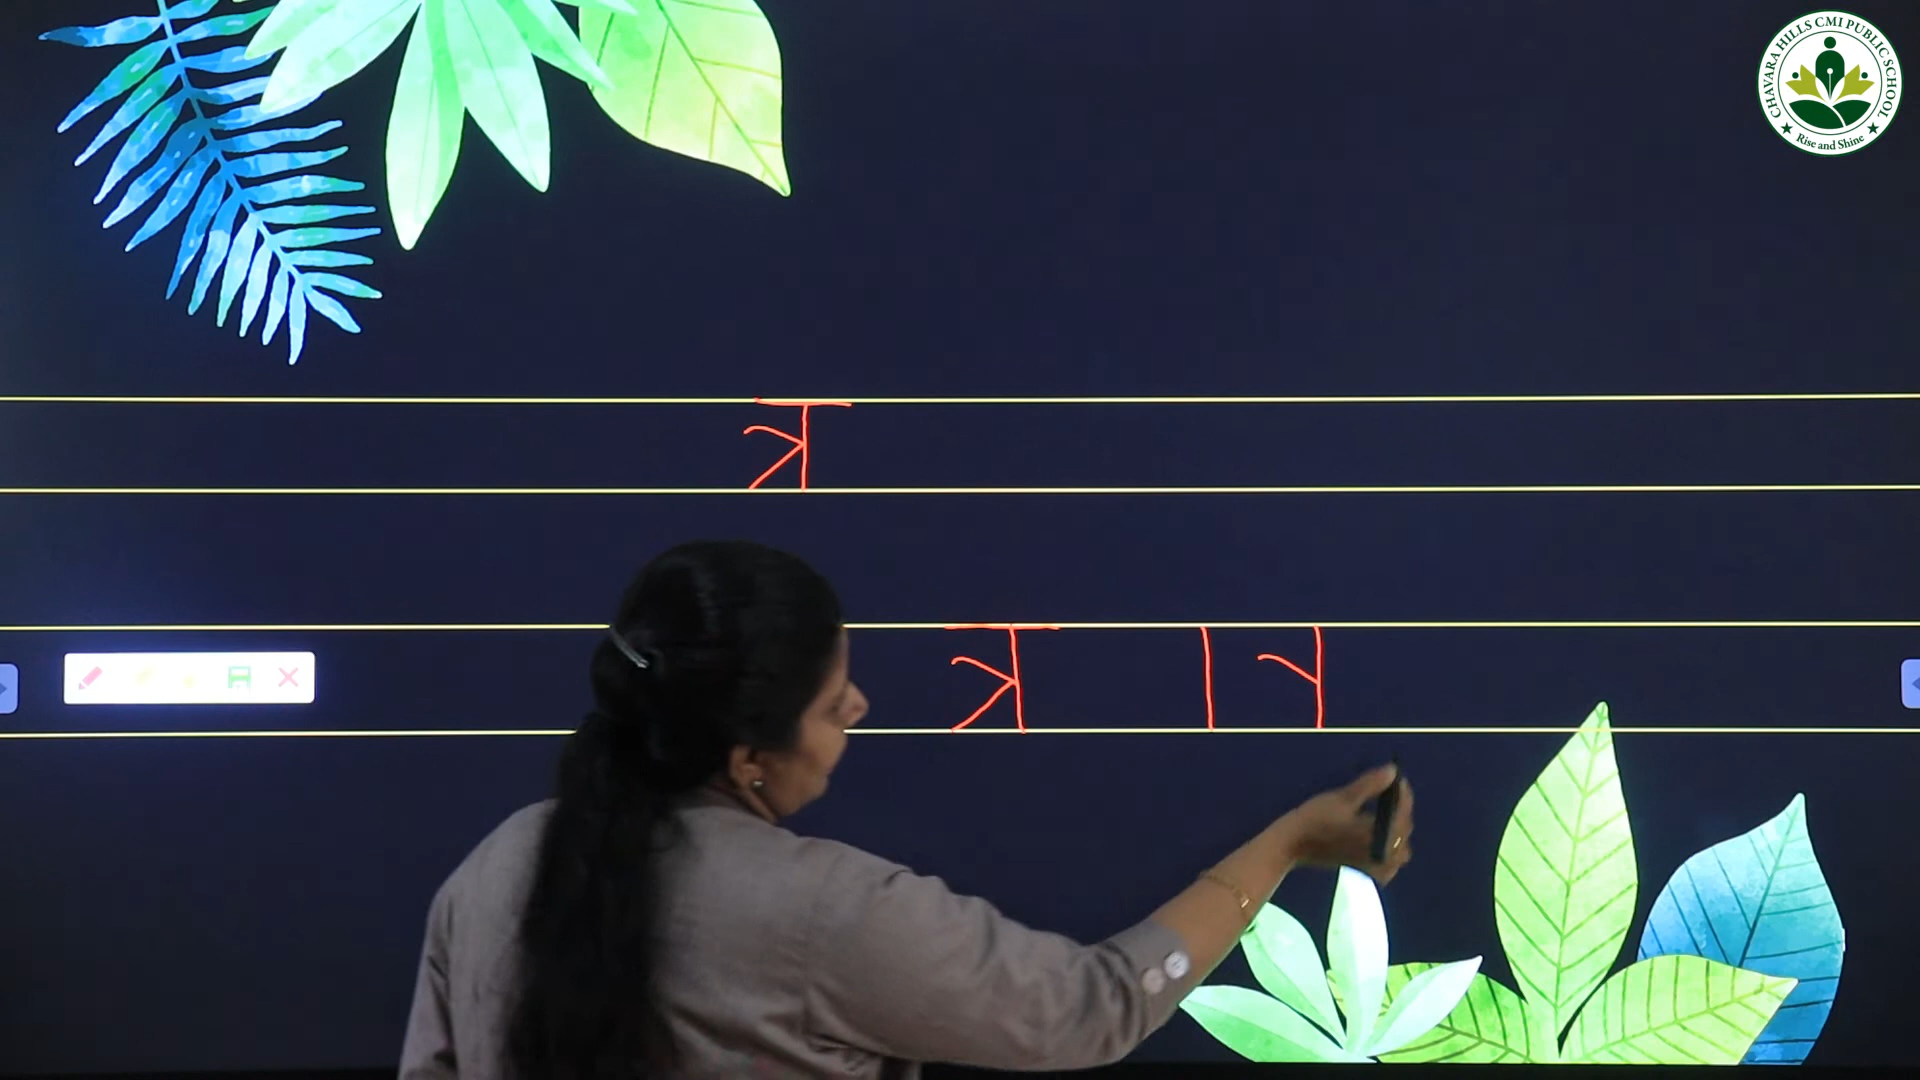 CHAVARA HILLS CMI PUBLIC SCHOOL
Rise and Shine
त्र
त्र